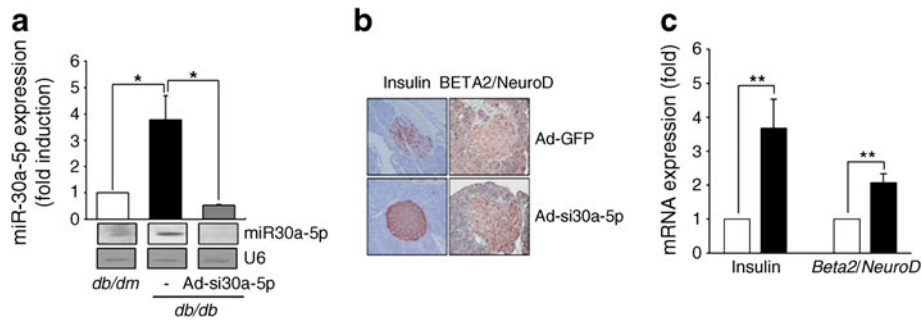 a
miR-30a-5p expression
(fold induction)
6
5
4
3
2
1
0
*
*
miR30a-5p
U6
db/dm
-
Ad-si30a-5p
db/db
b
Insulin
BETA2/NeuroD
Ad-GFP
Ad-si30a-5p
c
mRNA expression (fold)
6
4
2
1
0
**
**
Insulin
Beta2/NeuroD